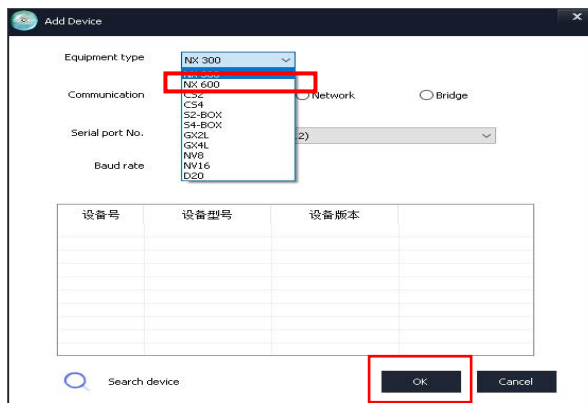 Add Device
Equipment type
NX 300
NX 600
CS2
Communication
Network
Bridge
CS4
S2-BOX
S4-BOX
Serial port No.
GX2L
2)
GX4L
NV8
Baud rate
NV16
D20
设备号 设备型号 设备版本
Search device
OK
Cancel